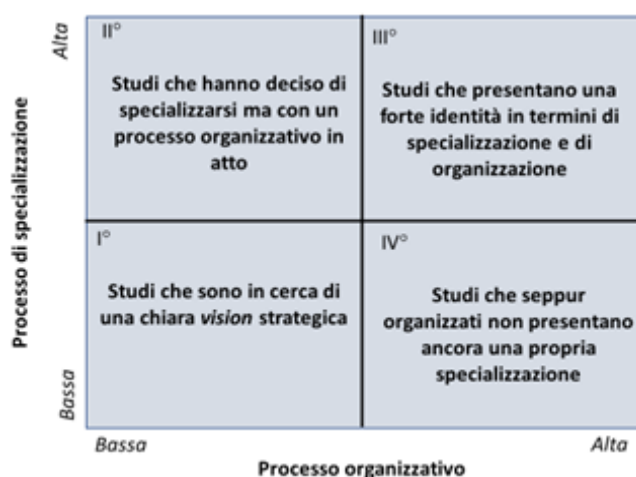 Alta
II°
Studi che hanno deciso di
specializzarsi ma con un
processo organizzativo in
atto
III°
Studi che presentano una
forte identità in termini di
specializzazione e di
organizzazione
Processo di specializzazione
I°
Studi che sono in cerca di
una chiara vision strategica
IV°
Studi che seppur
organizzati non presentano
ancora una propria
specializzazione
Bassa
Bassa
Alta
Processo organizzativo